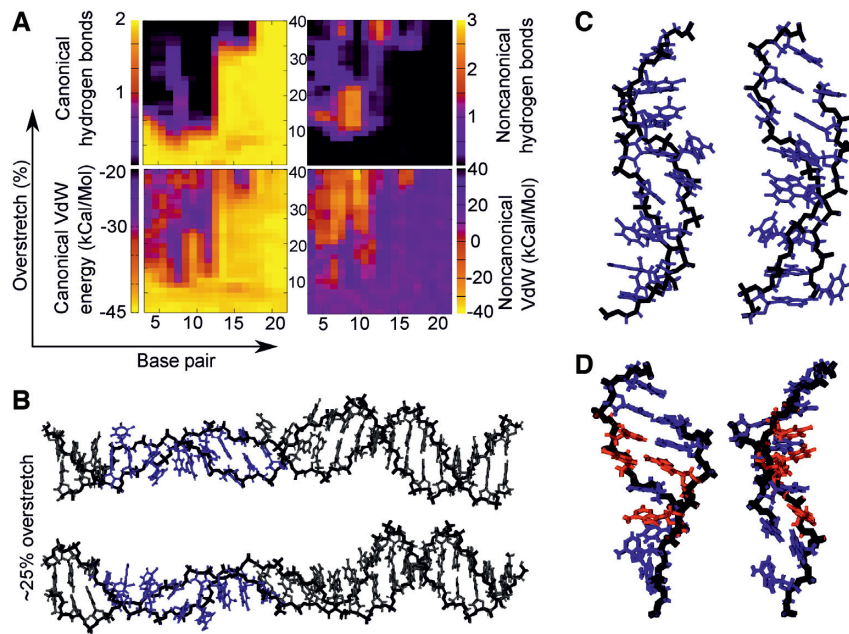 A
Overstretch (%)
Canonical
hydrogen bonds
2
1
40
30
20
10
3
2
1
Noncanonical
hydrogen bonds
Canonical VdW
energy (kCal/Mol)
-20
-30
-45
40
30
20
10
40
20
0
-20
-40
Noncanonical
VdW (kCal/Mol)
5 10 15 20
5 10 15 20
Base pair
B
~25% overstretch
C
D